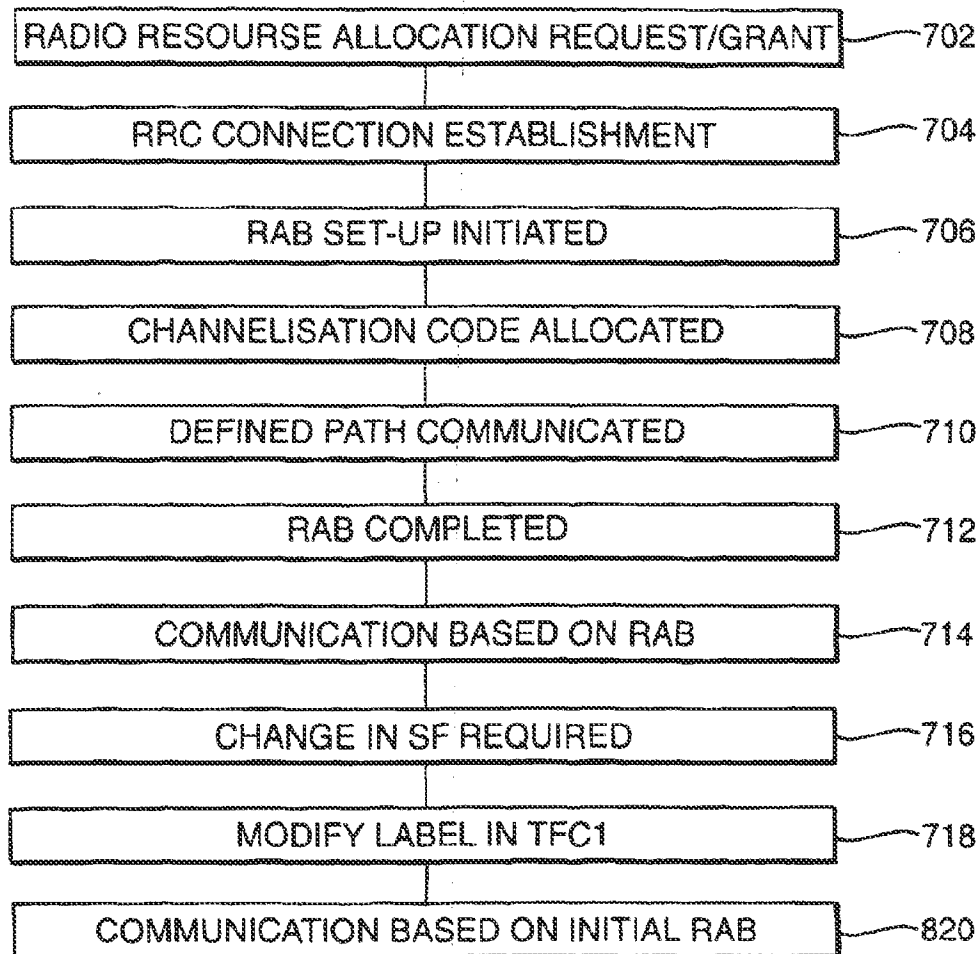 RADIO RESOURSE ALLOCATION REQUEST/GRANT 702
RRC CONNECTION ESTABLISHMENT 704
RAB SET-UP INITIATED 706
CHANNELISATION CODE ALLOCATED 708
DEFINED PATH COMMUNICATED 710
RAB COMPLETED 712
COMMUNICATION BASED ON RAB 714
CHANGE IN SF REQUIRED 716
MODIFY LABEL IN TFC1 718
COMMUNICATION BASED ON INITIAL RAB 820